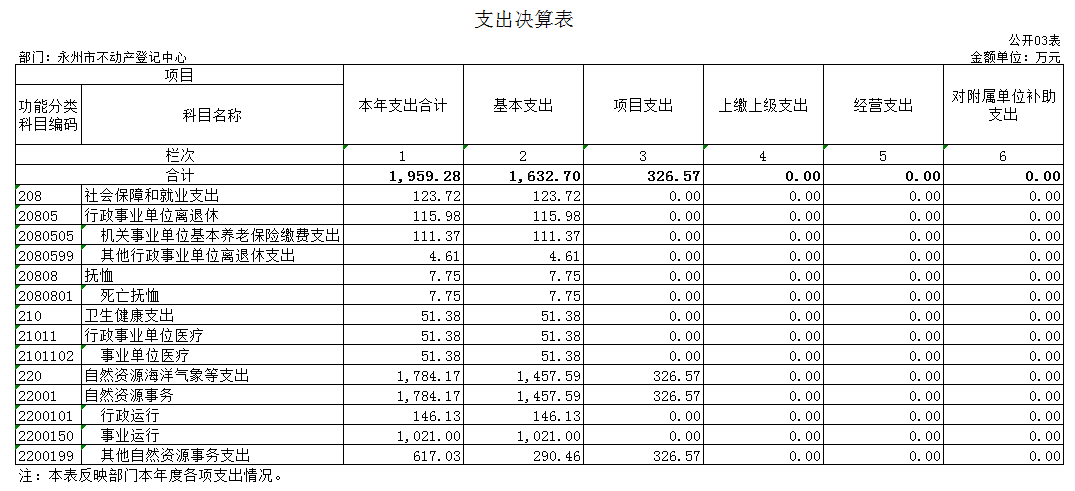 支出决算表
公开03表
部门：永州市不动产登记中心 金额单位：万元
项目 本年支出合计 基本支出 项目支出 上缴上级支出 经营支出 对附属单位补助支出
功能分类科目编码 科目名称
栏次 1 2 3 4 5 6
合计 1,959.28 1,632.70 326.57 0.00 0.00 0.00
208 社会保障和就业支出 123.72 123.72 0.00 0.00 0.00 0.00
20805 行政事业单位离退休 115.98 115.98 0.00 0.00 0.00 0.00
2080505 机关事业单位基本养老保险缴费支出 111.37 111.37 0.00 0.00 0.00 0.00
2080599 其他行政事业单位离退休支出 4.61 4.61 0.00 0.00 0.00 0.00
20808 抚恤 7.75 7.75 0.00 0.00 0.00 0.00
2080801 死亡抚恤 7.75 7.75 0.00 0.00 0.00 0.00
210 卫生健康支出 51.38 51.38 0.00 0.00 0.00 0.00
21011 行政事业单位医疗 51.38 51.38 0.00 0.00 0.00 0.00
2101102 事业单位医疗 51.38 51.38 0.00 0.00 0.00 0.00
220 自然资源海洋气象等支出 1,784.17 1,457.59 326.57 0.00 0.00 0.00
22001 自然资源事务 1,784.17 1,457.59 326.57 0.00 0.00 0.00
2200101 行政运行 146.13 146.13 0.00 0.00 0.00 0.00
2200150 事业运行 1,021.00 1,021.00 0.00 0.00 0.00 0.00
2200199 其他自然资源事务支出 617.03 290.46 326.57 0.00 0.00 0.00
注：本表反映部门本年度各项支出情况。